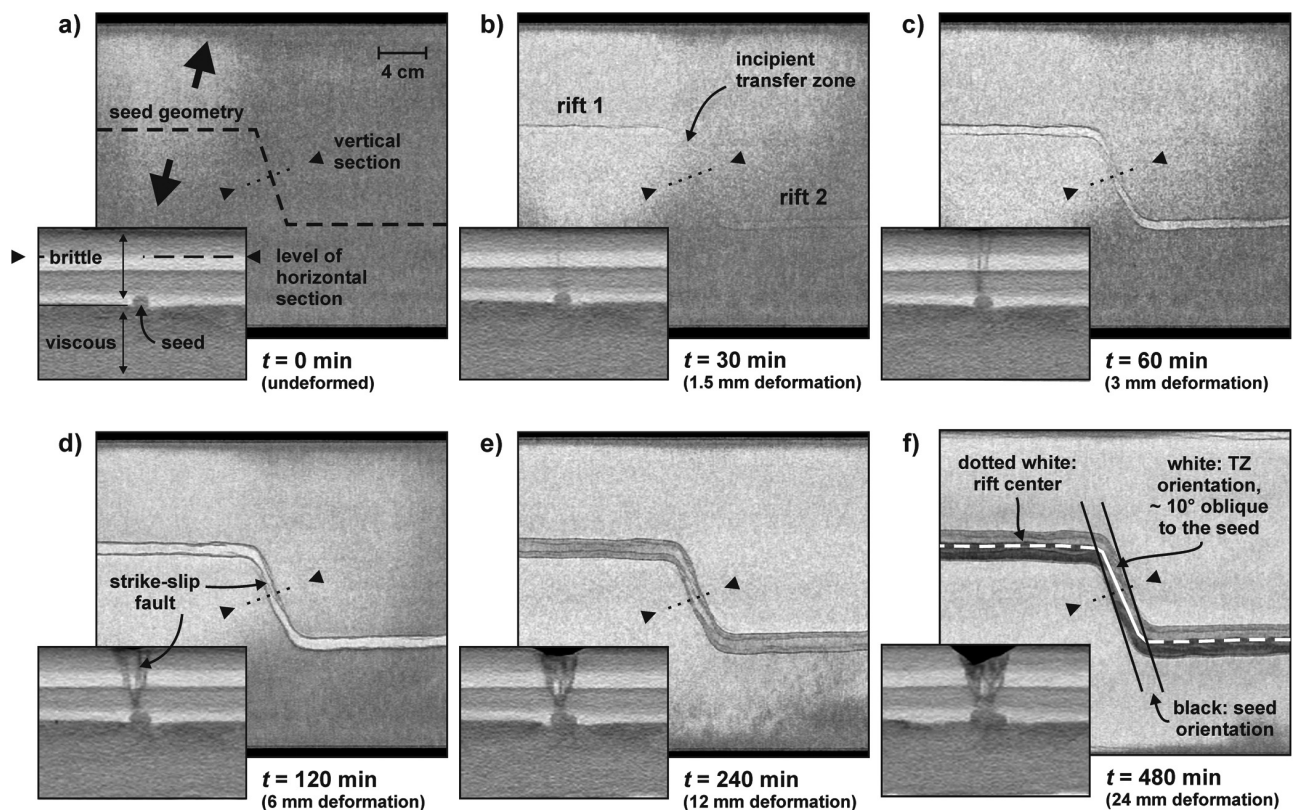 a)
4 cm
seed geometry
vertical
section
brittle
level of
horizontal
section
viscous
seed
t = 0 min
(undeformed)
b)
incipient
transfer zone
rift 1
rift 2
t = 30 min
(1.5 mm deformation)
c)
t = 60 min
(3 mm deformation)
d)
strike-slip
fault
t = 120 min
(6 mm deformation)
e)
t = 240 min
(12 mm deformation)
f)
dotted white:
rift center
white: TZ
orientation,
~ 10° oblique
to the seed
black: seed
orientation
t = 480 min
(24 mm deformation)